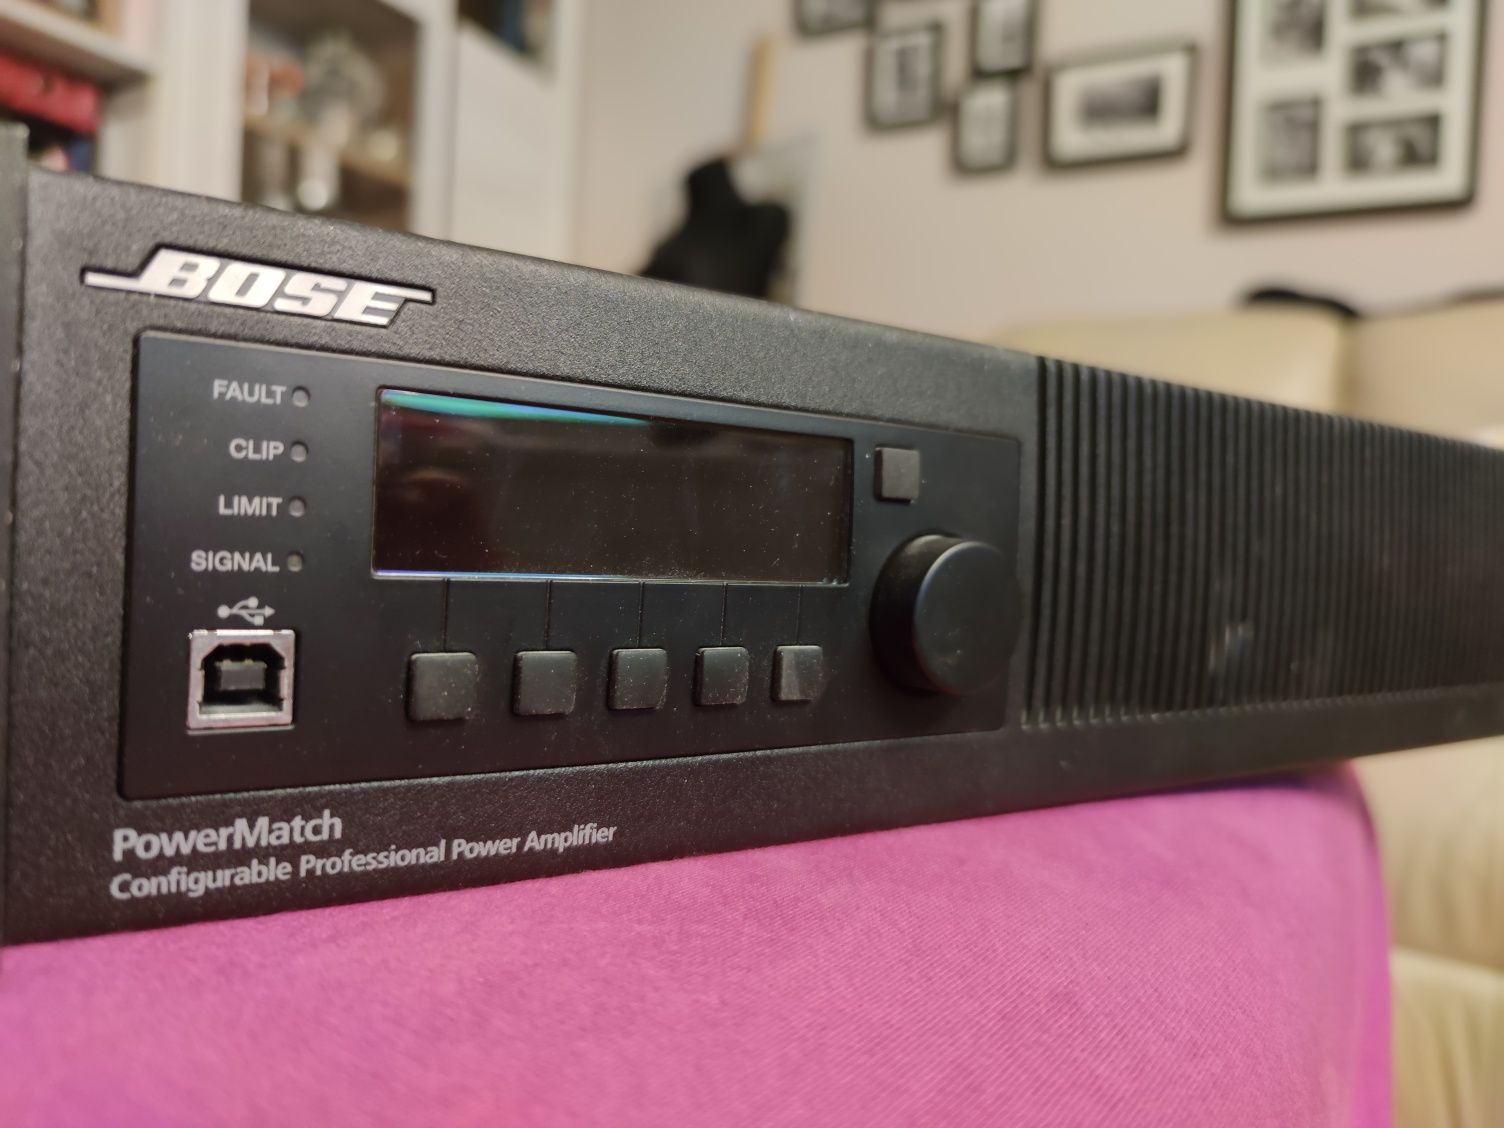 BOSE
FAULT
CLIP
LIMIT
SIGNAL
PowerMatch
Configurable Professional Power Amplifier